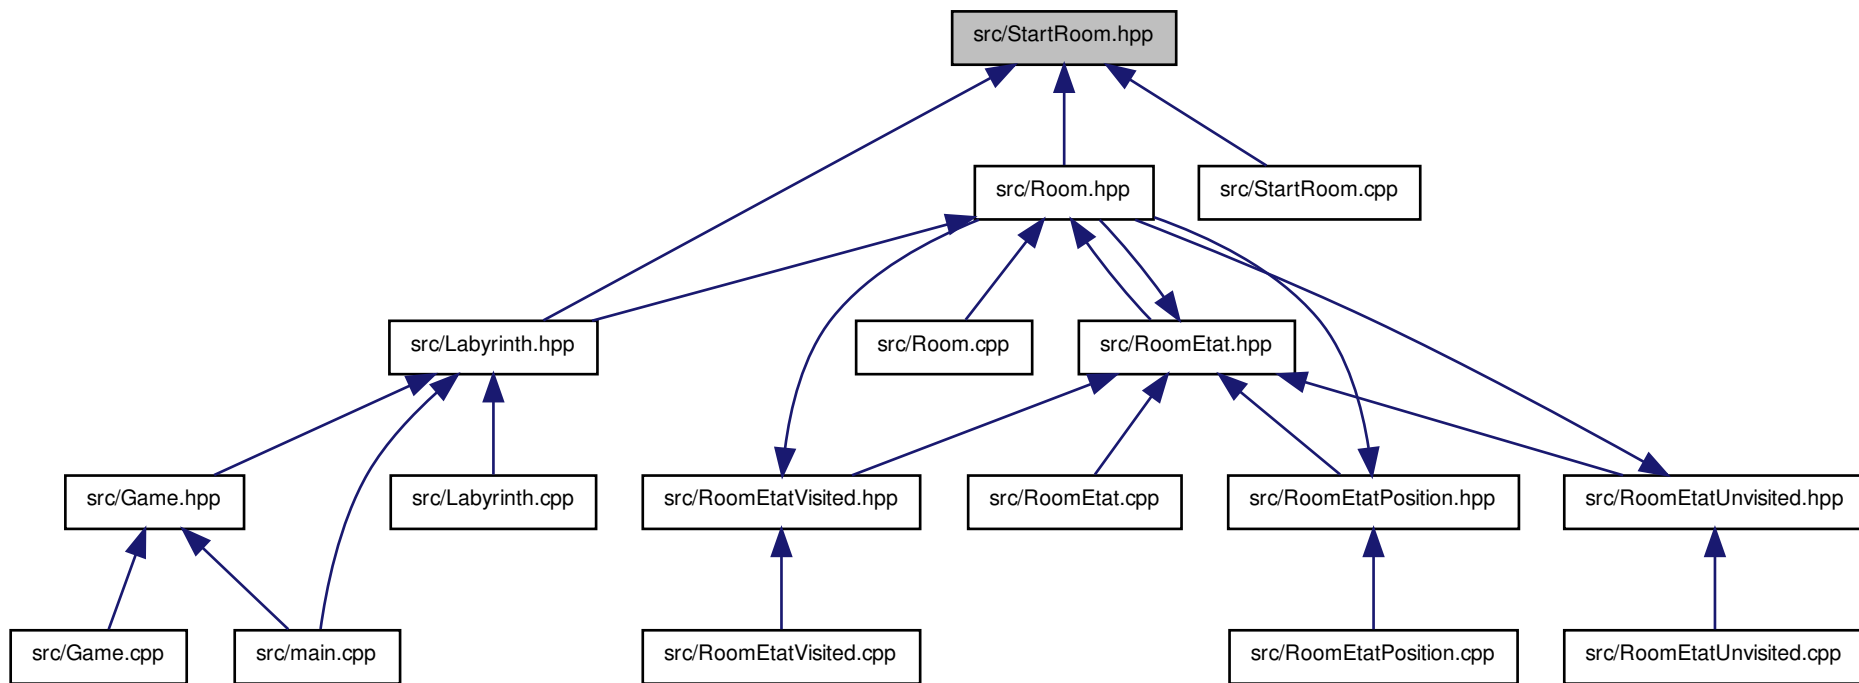 src/StartRoom.hpp
src/Room.hpp
src/StartRoom.cpp
src/Labyrinth.hpp
src/Room.cpp
src/RoomEtat.hpp
src/Game.hpp
src/Labyrinth.cpp
src/RoomEtatVisited.hpp
src/RoomEtat.cpp
src/RoomEtatPosition.hpp
src/RoomEtatUnvisited.hpp
src/Game.cpp
src/main.cpp
src/RoomEtatVisited.cpp
src/RoomEtatPosition.cpp
src/RoomEtatUnvisited.cpp